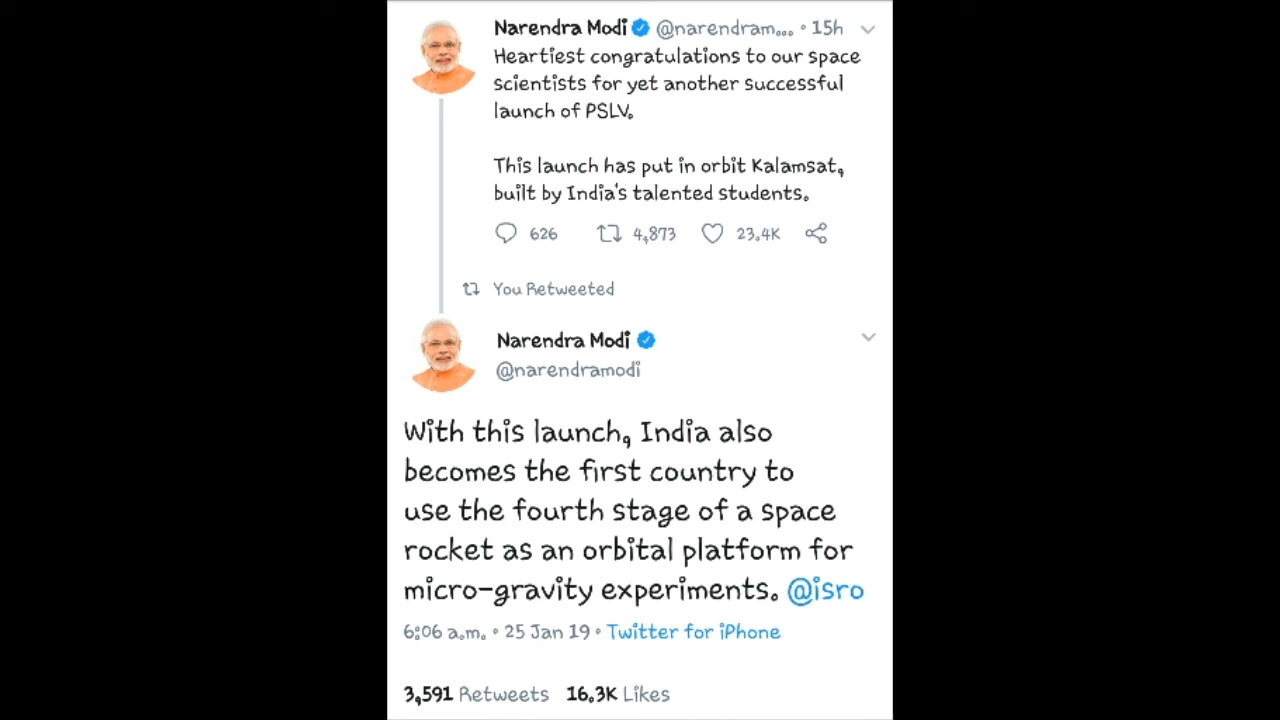 Narendra Modi @narendram... • 15h
Heartiest congratulations to our space
scientists for yet another successful
launch of PSLV.
This launch has put in orbit Kalamsat,
built by India's talented students.
626 4,873 23.4K
You Retweeted
Narendra Modi
@narendramodi
With this launch, India also
becomes the first country to
use the fourth stage of a space
rocket as an orbital platform for
micro-gravity experiments. @isro
6:06 a.m. • 25 Jan 19 • Twitter for iPhone
3,591 Retweets 16.3K Likes